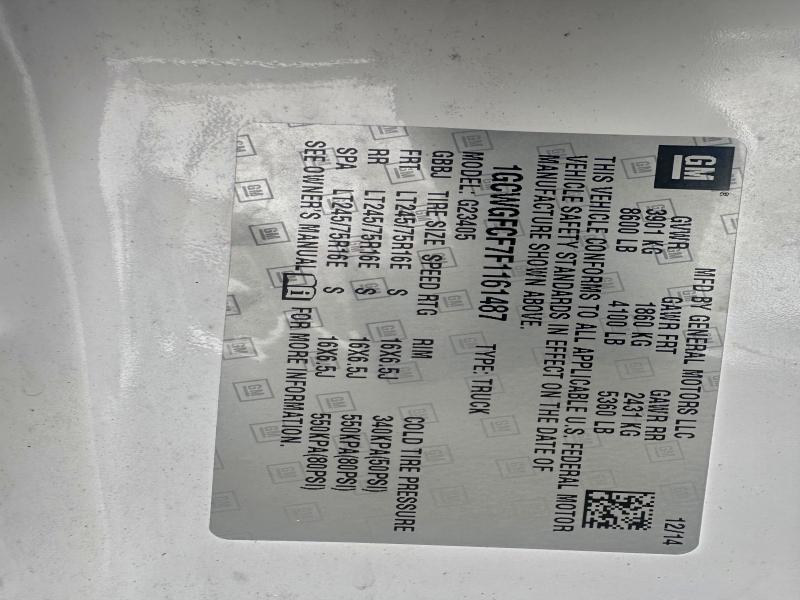 GM
®
MFD BY GENERAL MOTORS LLC 12/14
GVWR GAWR FRT GAWR RR
3901 KG 1860 KG 2431 KG
8600 LB 4100 LB 5360 LB
THIS VEHICLE CONFORMS TO ALL APPLICABLE U.S. FEDERAL MOTOR
VEHICLE SAFETY STANDARDS IN EFFECT ON THE DATE OF
MANUFACTURE SHOWN ABOVE.
1GCWGFCF7F1161487 TYPE: TRUCK
MODEL: G23405
GBBJ TIRE SIZE SPEED RTG RIM COLD TIRE PRESSURE
FRT LT245/75R16E S 16X6.5J 340KPA(50PSI)
RR LT245/75R16E S 16X6.5J 550KPA(80PSI)
SPA LT245/75R16E S 16X6.5J 550KPA(80PSI)
SEE OWNER'S MANUAL FOR MORE INFORMATION.